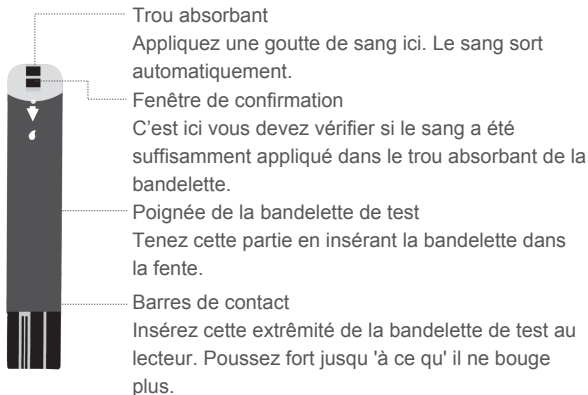 Trou absorbant
Appliquez une goutte de sang ici. Le sang sort
automatiquement.
Fenêtre de confirmation
C’est ici vous devez vérifier si le sang a été
suffisamment appliqué dans le trou absorbant de la
bandelette.
Poignée de la bandelette de test
Tenez cette partie en insérant la bandelette dans
la fente.
Barres de contact
Insérez cette extrêmité de la bandelette de test au
lecteur. Poussez fort jusqu 'à ce qu' il ne bouge
plus.